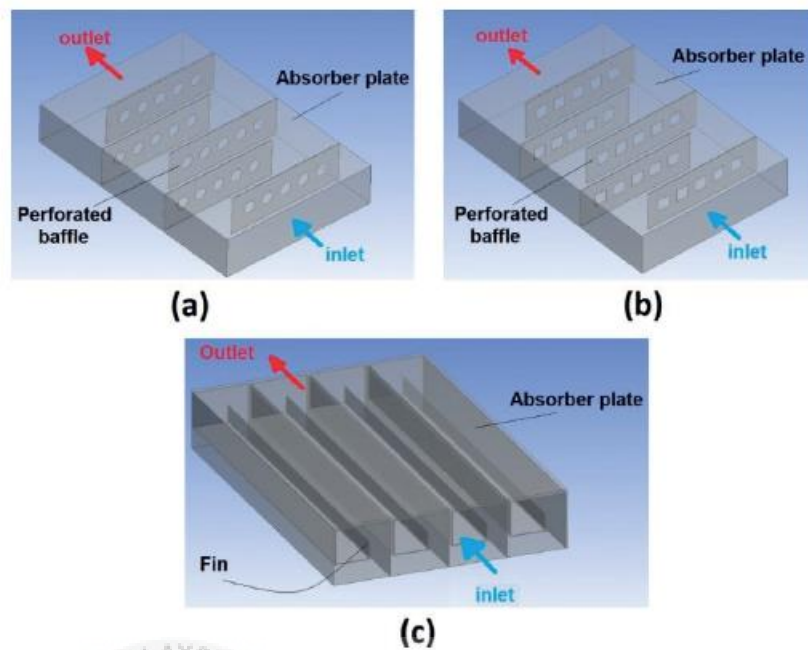 outlet
Absorber plate
Perforated
baffle
inlet
(a)
outlet
Absorber plate
Perforated
baffle
inlet
(b)
Outlet
Absorber plate
Fin
inlet
(c)